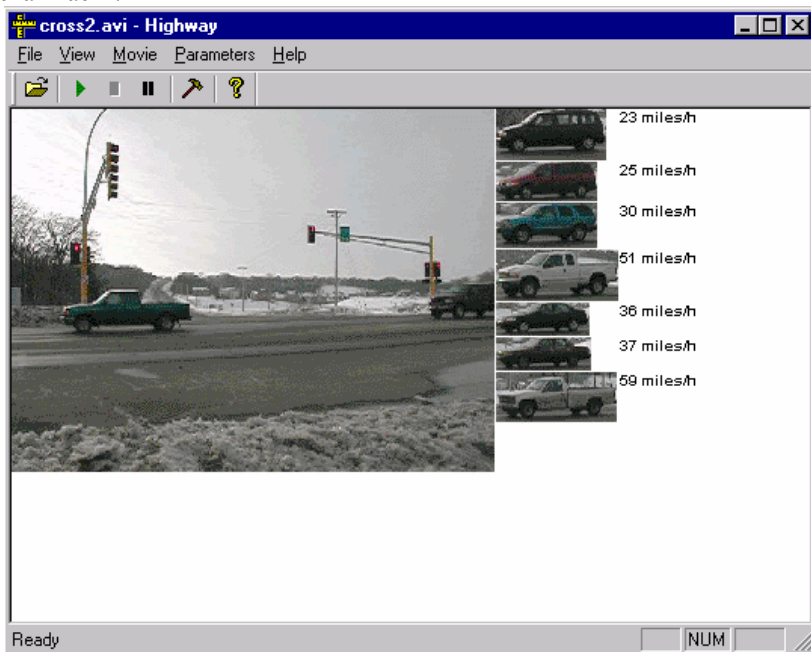 cross2.avi - Highway
File View Movie Parameters Help
23 miles/h
25 miles/h
30 miles/h
51 miles/h
36 miles/h
37 miles/h
59 miles/h
Ready
NUM